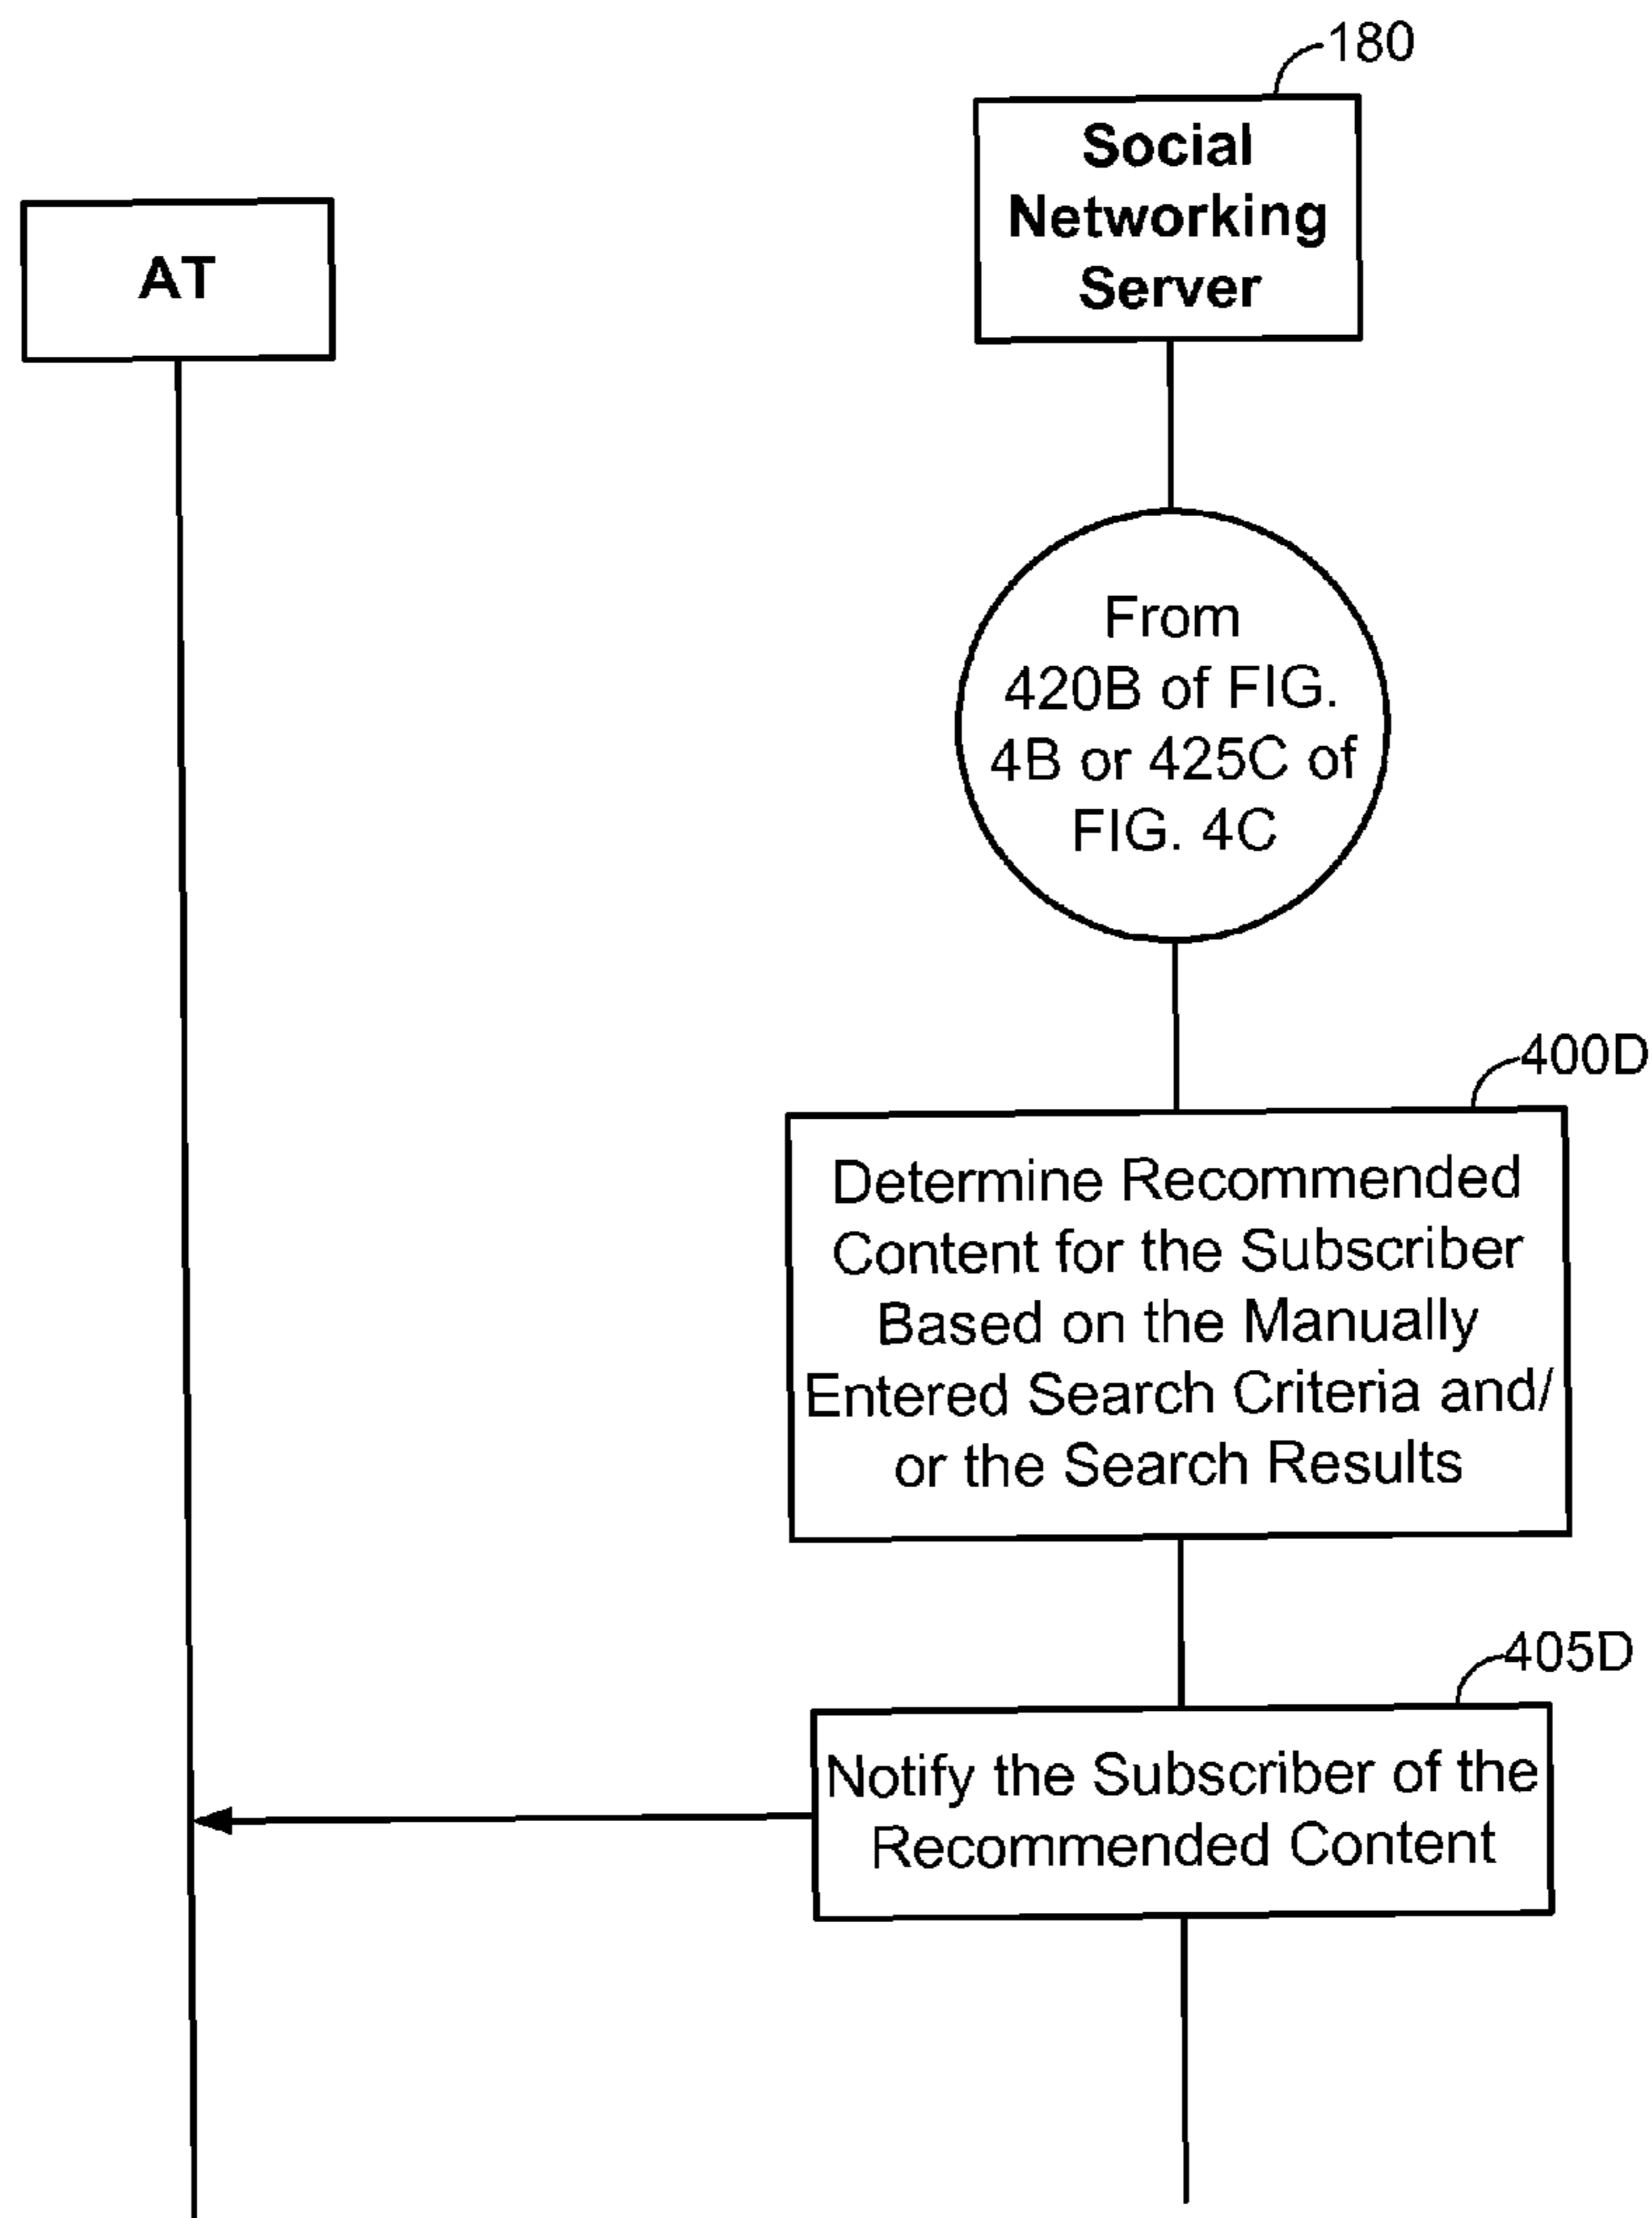 180
Social
Networking
Server
AT
From
420B of FIG.
4B or 425C of
FIG. 4C
400D
Determine Recommended
Content for the Subscriber
Based on the Manually
Entered Search Criteria and/
or the Search Results
405D
Notify the Subscriber of the
Recommended Content